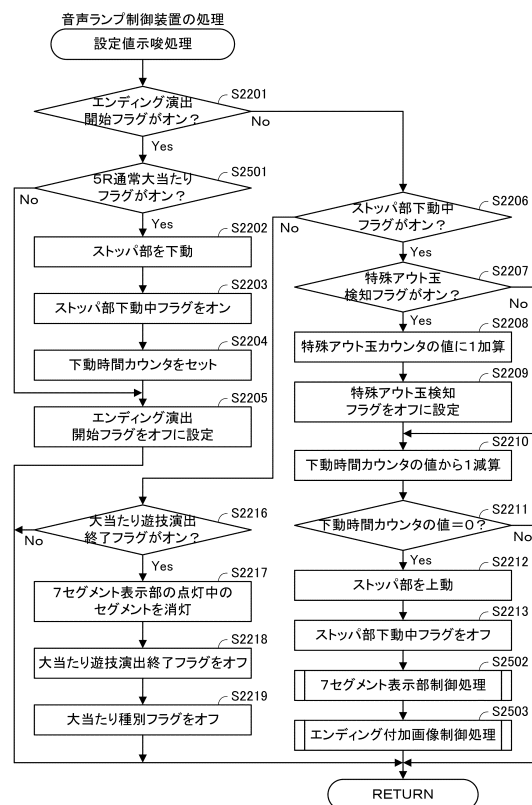 音声ランプ制御装置の処理
設定値示唆処理
S2201
エンディング演出
開始フラグがオン？
No
Yes
S2501
5R通常大当たり
フラグがオン？
No
Yes
S2202
ストッパ部を下動
S2203
ストッパ部下動中フラグをオン
S2204
下動時間カウンタをセット
S2205
エンディング演出
開始フラグをオフに設定
S2206
ストッパ部下動中
フラグがオン？
No
Yes
S2207
特殊アウト玉
検知フラグがオン？
No
Yes
S2208
特殊アウト玉カウンタの値に1加算
S2209
特殊アウト玉検知
フラグをオフに設定
S2210
下動時間カウンタの値から1減算
S2211
下動時間カウンタの値＝0？
No
Yes
S2212
ストッパ部を上動
S2213
ストッパ部下動中フラグをオフ
S2502
7セグメント表示部制御処理
S2503
エンディング付加画像制御処理
S2216
大当たり遊技演出
終了フラグがオン？
No
Yes
S2217
7セグメント表示部の点灯中の
セグメントを消灯
S2218
大当たり遊技演出終了フラグをオフ
S2219
大当たり種別フラグをオフ
RETURN